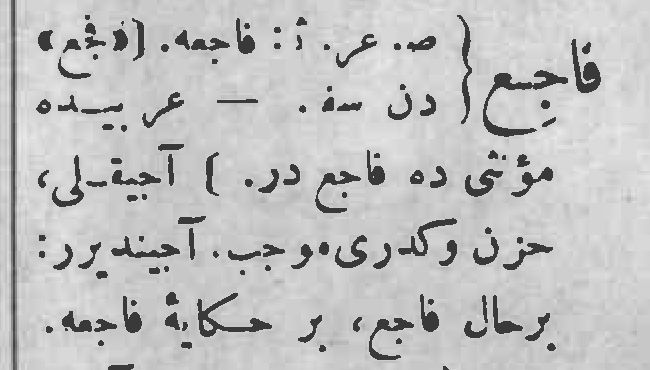 فاجع { ص. عر. أ: فاجعه. [«فجع»
دن سف . — عربیده
مؤنثی ده فاجع در. ] آجیقلی،
حزن وکدری موجب. آجیندیرر:
برحال فاجع، بر حکایهٔ فاجعه.